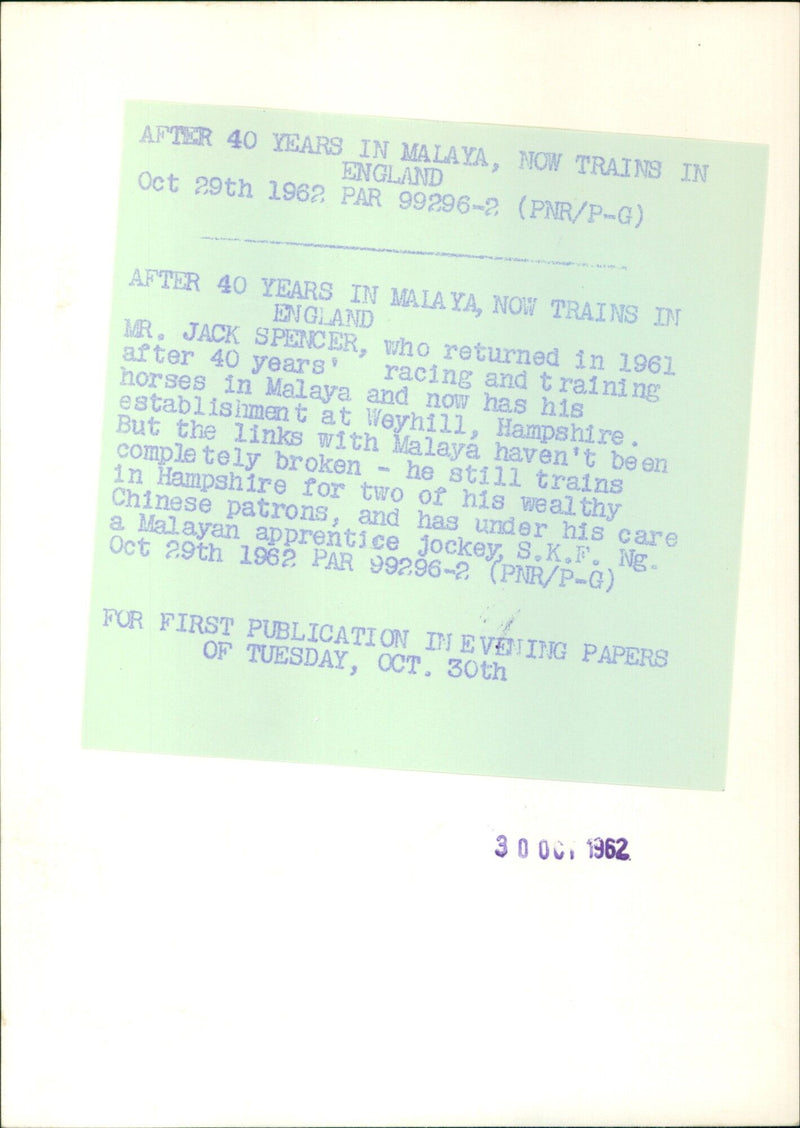 AFTER 40 YEARS IN MALAYA, NOW TRAINS IN
ENGLAND
Oct 29th 1962 PAR 99296-2 (PNR/P-G)
AFTER 40 YEARS IN MALAYA, NOW TRAINS IN
ENGLAND
MR. JACK SPENCER, who returned in 1961
after 40 years' racing and training
horses in Malaya and now has his
establishment at Weyhill, Hampshire.
But the links with Malaya haven't been
completely broken - he still trains
in Hampshire for two of his wealthy
Chinese patrons, and has under his care
a Malayan apprentice jockey, S.K.F. Ng.
Oct 29th 1962 PAR 99296-2 (PNR/P-G)
FOR FIRST PUBLICATION IN EVENING PAPERS
OF TUESDAY, OCT. 30th
30 OCT 1962